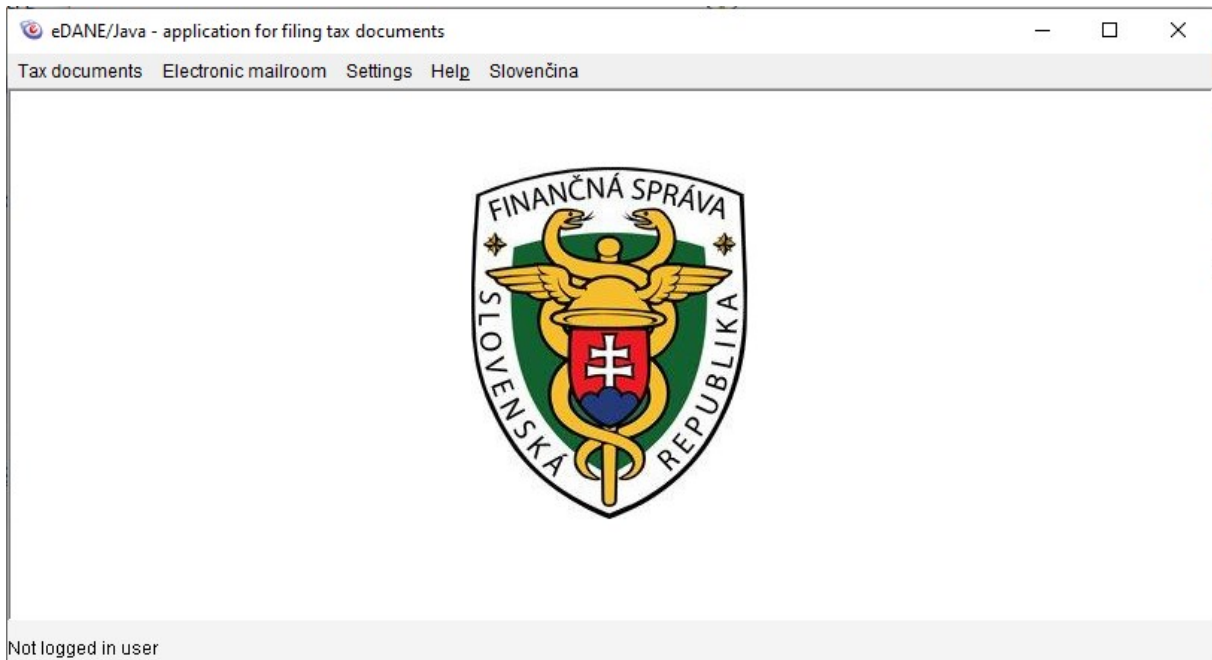 eDANE/Java - application for filing tax documents
Tax documents Electronic mailroom Settings Help Slovenčina
FINANČNÁ SPRÁVA
SLOVENSKÁ REPUBLIKA
Not logged in user